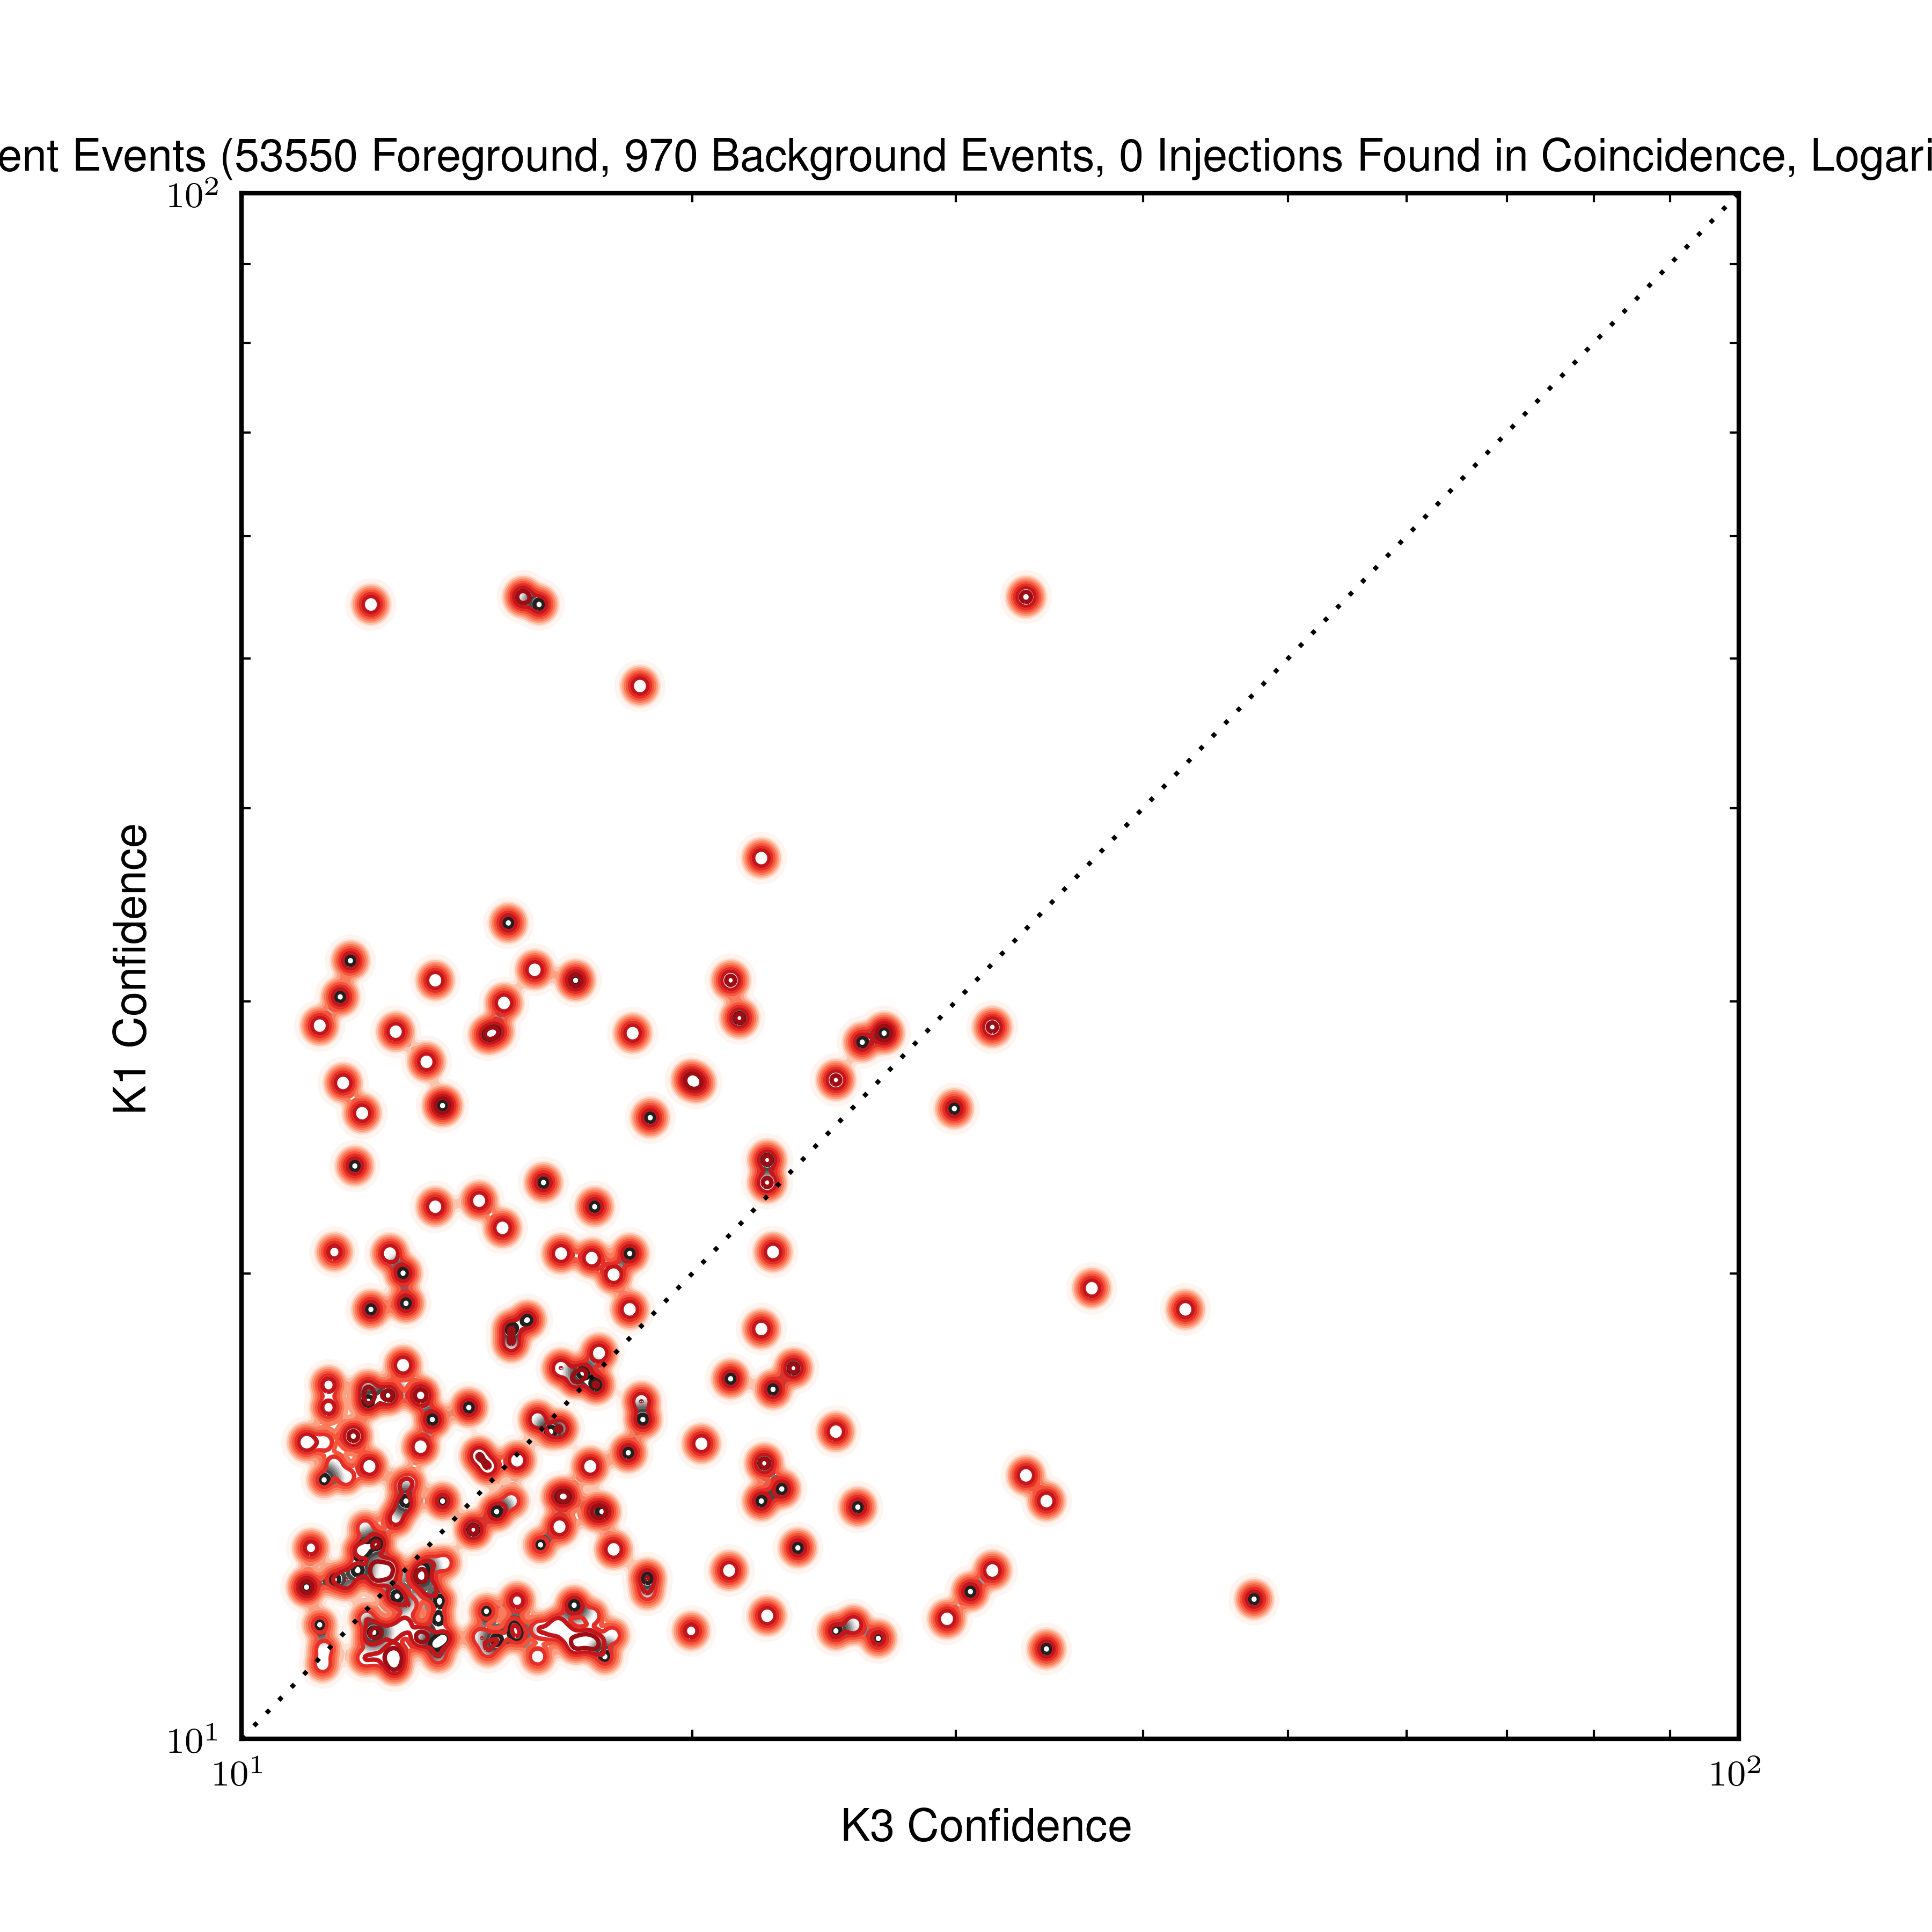 ent Events (53550 Foreground, 970 Background Events, 0 Injections Found in Coincidence, Logari
10²
K1 Confidence
10¹
10¹ 10²
K3 Confidence